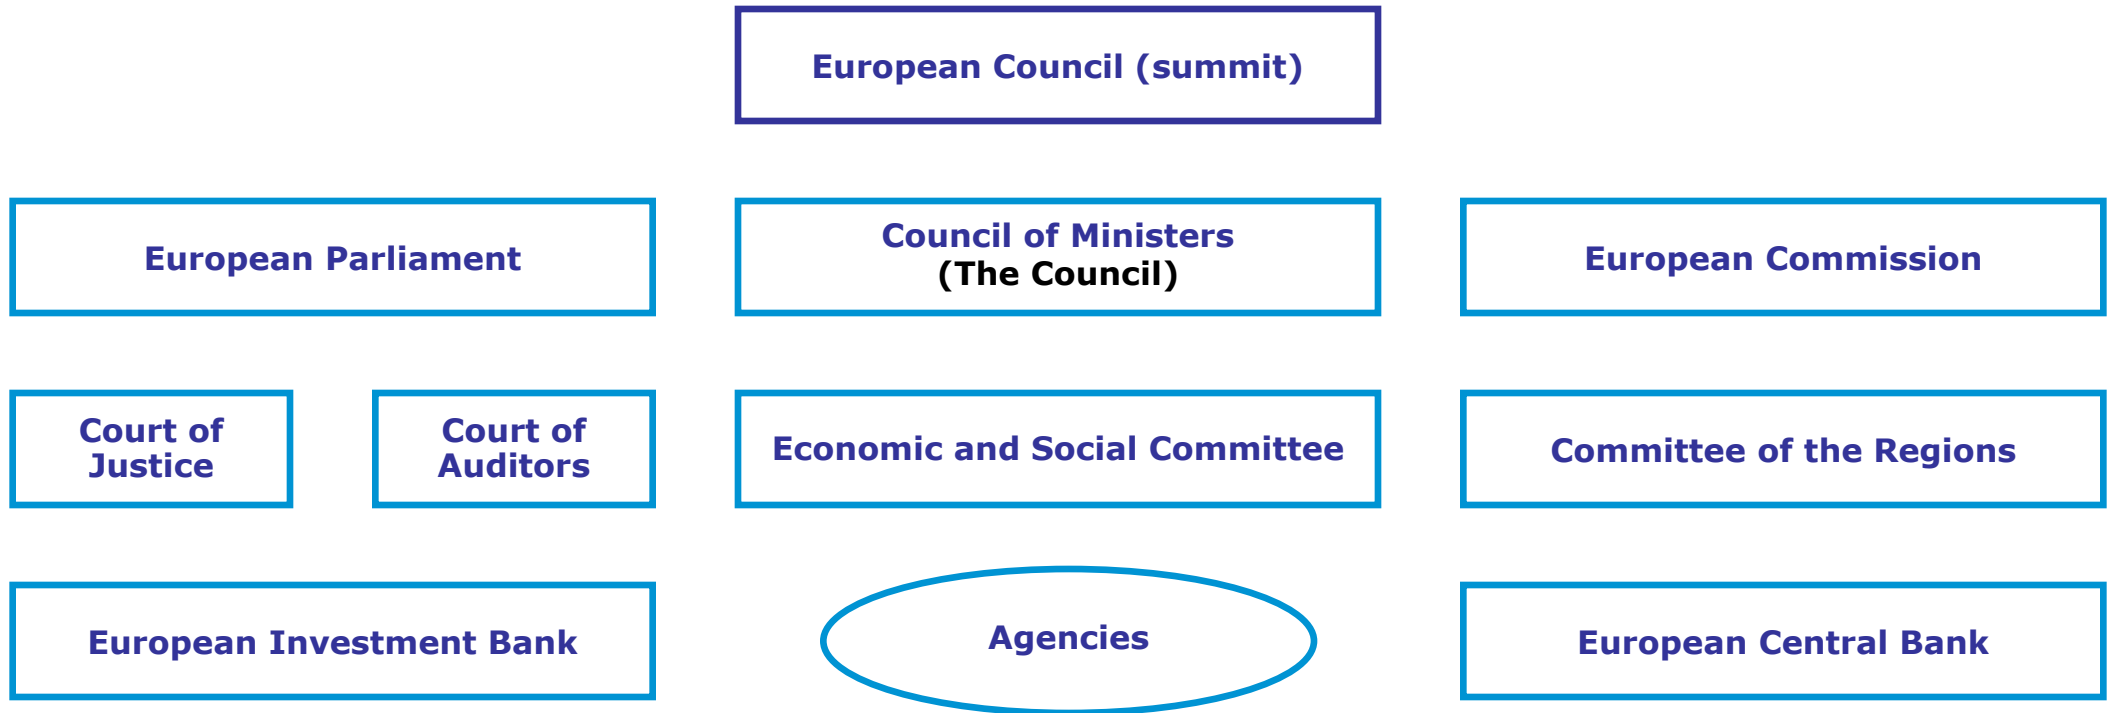 European Council (summit)
European Parliament
Council of Ministers
(The Council)
European Commission
Court of
Justice
Court of
Auditors
Economic and Social Committee
Committee of the Regions
European Investment Bank
Agencies
European Central Bank